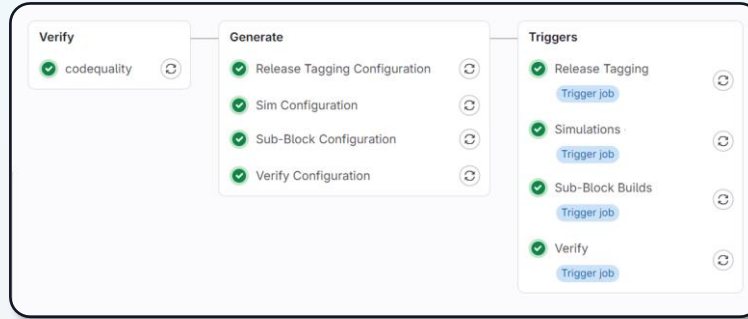 Verify
codequality
Generate
Release Tagging Configuration
Sim Configuration
Sub-Block Configuration
Verify Configuration
Triggers
Release Tagging
Trigger job
Simulations
Trigger job
Sub-Block Builds
Trigger job
Verify
Trigger job